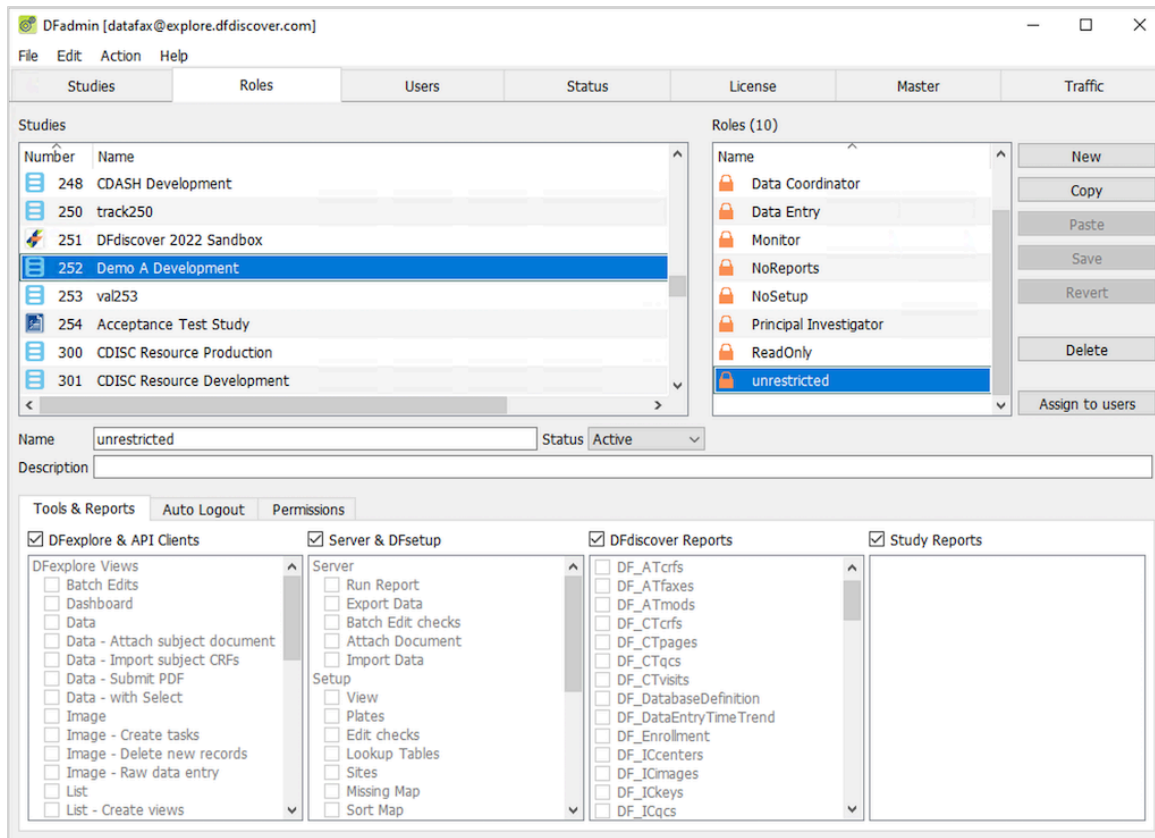 DFadmin [datafax@explore.dfdiscover.com]
File Edit Action Help
Studies Roles Users Status License Master Traffic
Studies
Number Name
248 CDASH Development
250 track250
251 DFdiscover 2022 Sandbox
252 Demo A Development
253 val253
254 Acceptance Test Study
300 CDISC Resource Production
301 CDISC Resource Development
Roles (10)
Name
Data Coordinator
Data Entry
Monitor
NoReports
NoSetup
Principal Investigator
ReadOnly
unrestricted
New
Copy
Paste
Save
Revert
Delete
Assign to users
Name unrestricted Status Active
Description
Tools & Reports Auto Logout Permissions
DFexplore & API Clients
DFexplore Views
Batch Edits
Dashboard
Data
Data - Attach subject document
Data - Import subject CRFs
Data - Submit PDF
Data - with Select
Image
Image - Create tasks
Image - Delete new records
Image - Raw data entry
List
List - Create views
Server & DFsetup
Server
Run Report
Export Data
Batch Edit checks
Attach Document
Import Data
Setup
View
Plates
Edit checks
Lookup Tables
Sites
Missing Map
Sort Map
DFdiscover Reports
DF_ATcrfs
DF_ATfaxes
DF_ATmods
DF_CTcrfs
DF_CTpages
DF_CTqcs
DF_CTvisits
DF_DatabaseDefinition
DF_DataEntryTimeTrend
DF_Enrollment
DF_ICcenters
DF_ICimages
DF_ICkeys
DF_ICqcs
Study Reports